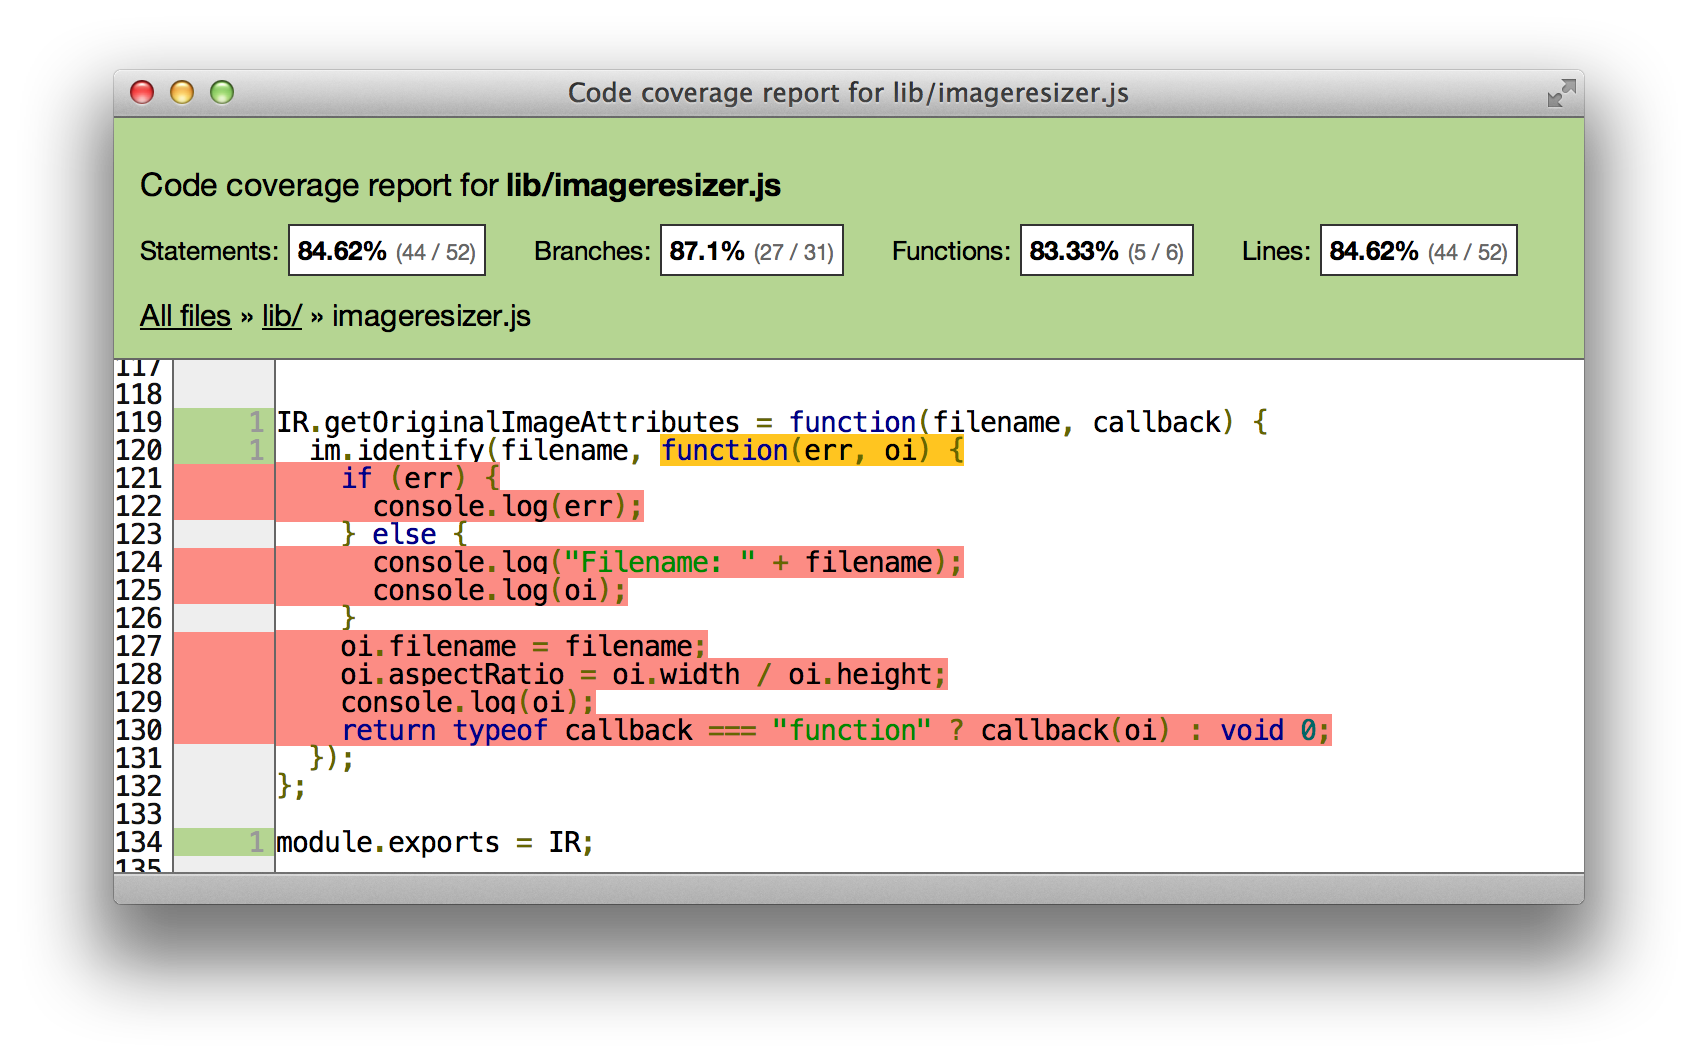 Code coverage report for lib/imageresizer.js
Code coverage report for lib/imageresizer.js
Statements: 84.62% (44 / 52) Branches: 87.1% (27 / 31) Functions: 83.33% (5 / 6) Lines: 84.62% (44 / 52)
All files » lib/ » imageresizer.js
117
118
119 1 IR.getOriginalImageAttributes = function(filename, callback) {
120 1   im.identify(filename, function(err, oi) {
121     if (err) {
122       console.log(err);
123     } else {
124       console.log("Filename: " + filename);
125       console.log(oi);
126     }
127     oi.filename = filename;
128     oi.aspectRatio = oi.width / oi.height;
129     console.log(oi);
130     return typeof callback === "function" ? callback(oi) : void 0;
131   });
132 };
133
134 1 module.exports = IR;
135